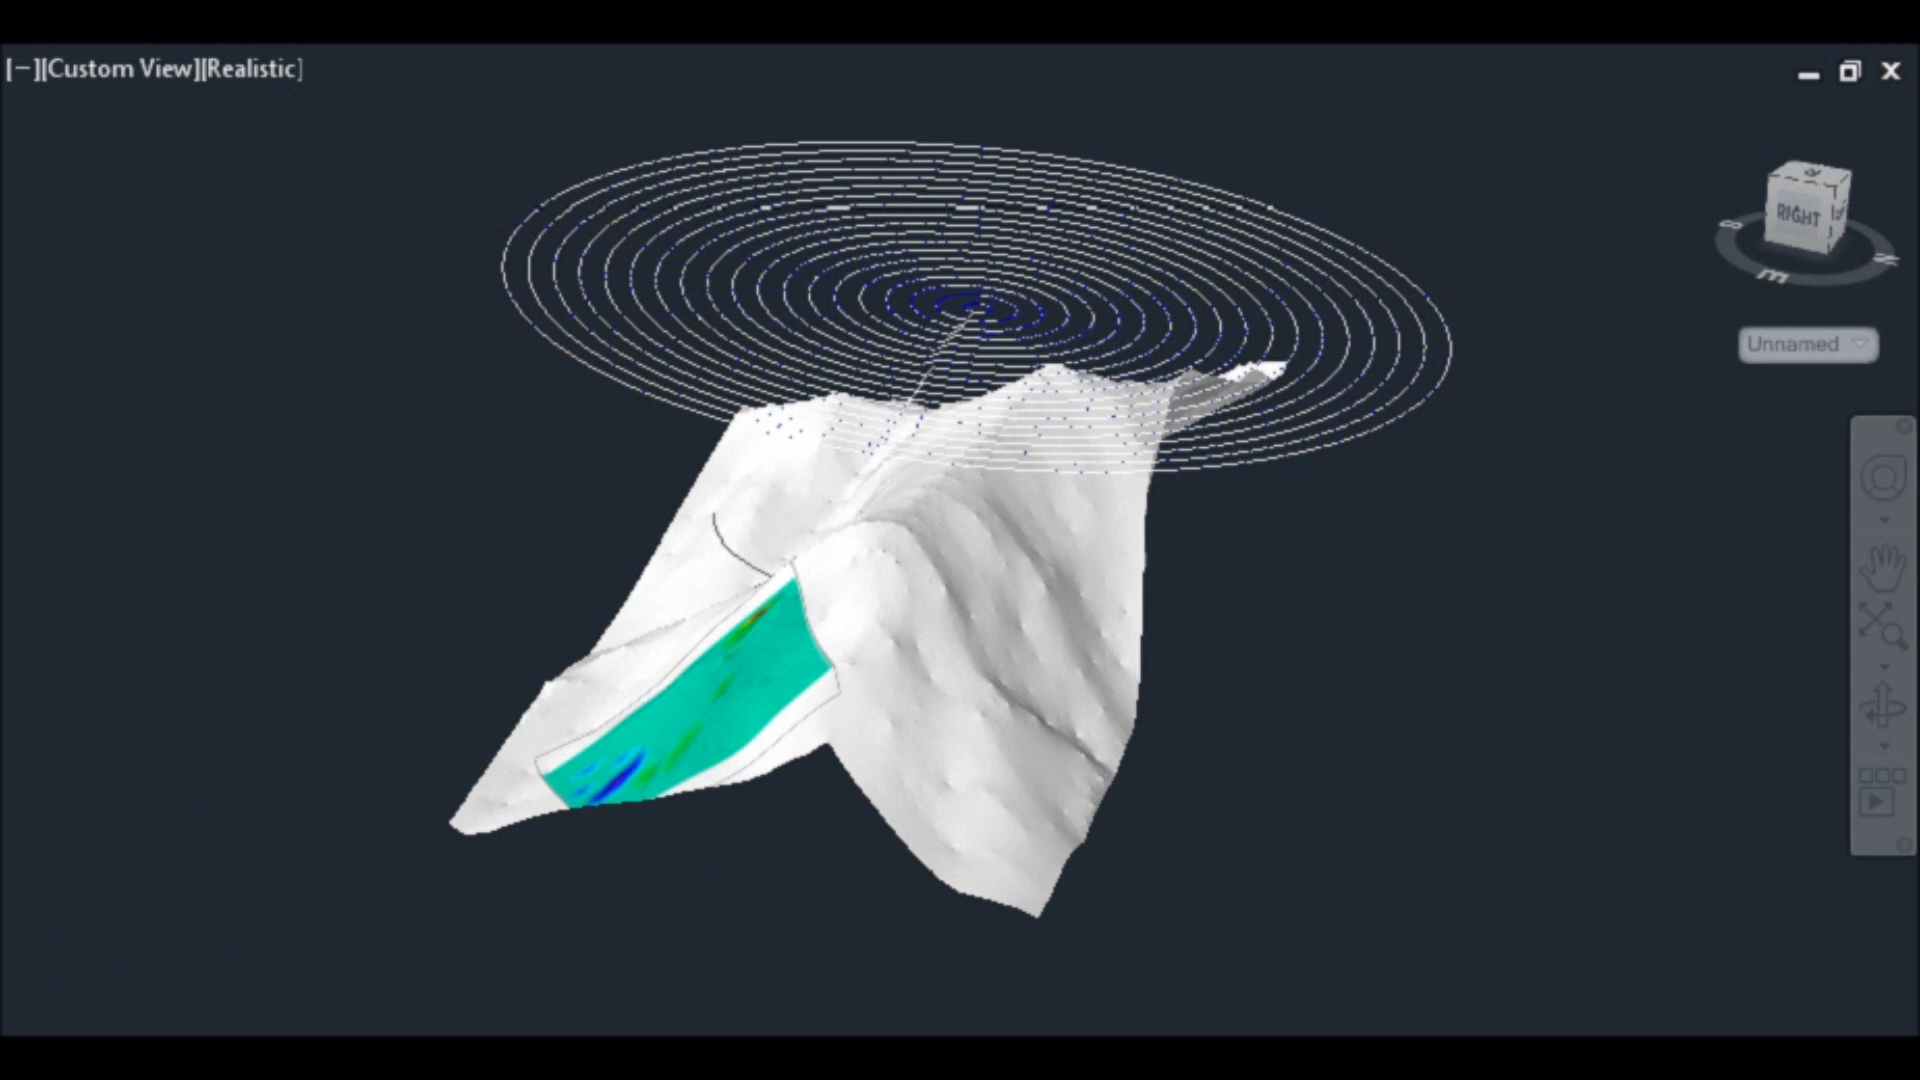 [−][Custom View][Realistic]
RIGHT
S
E
N
Unnamed